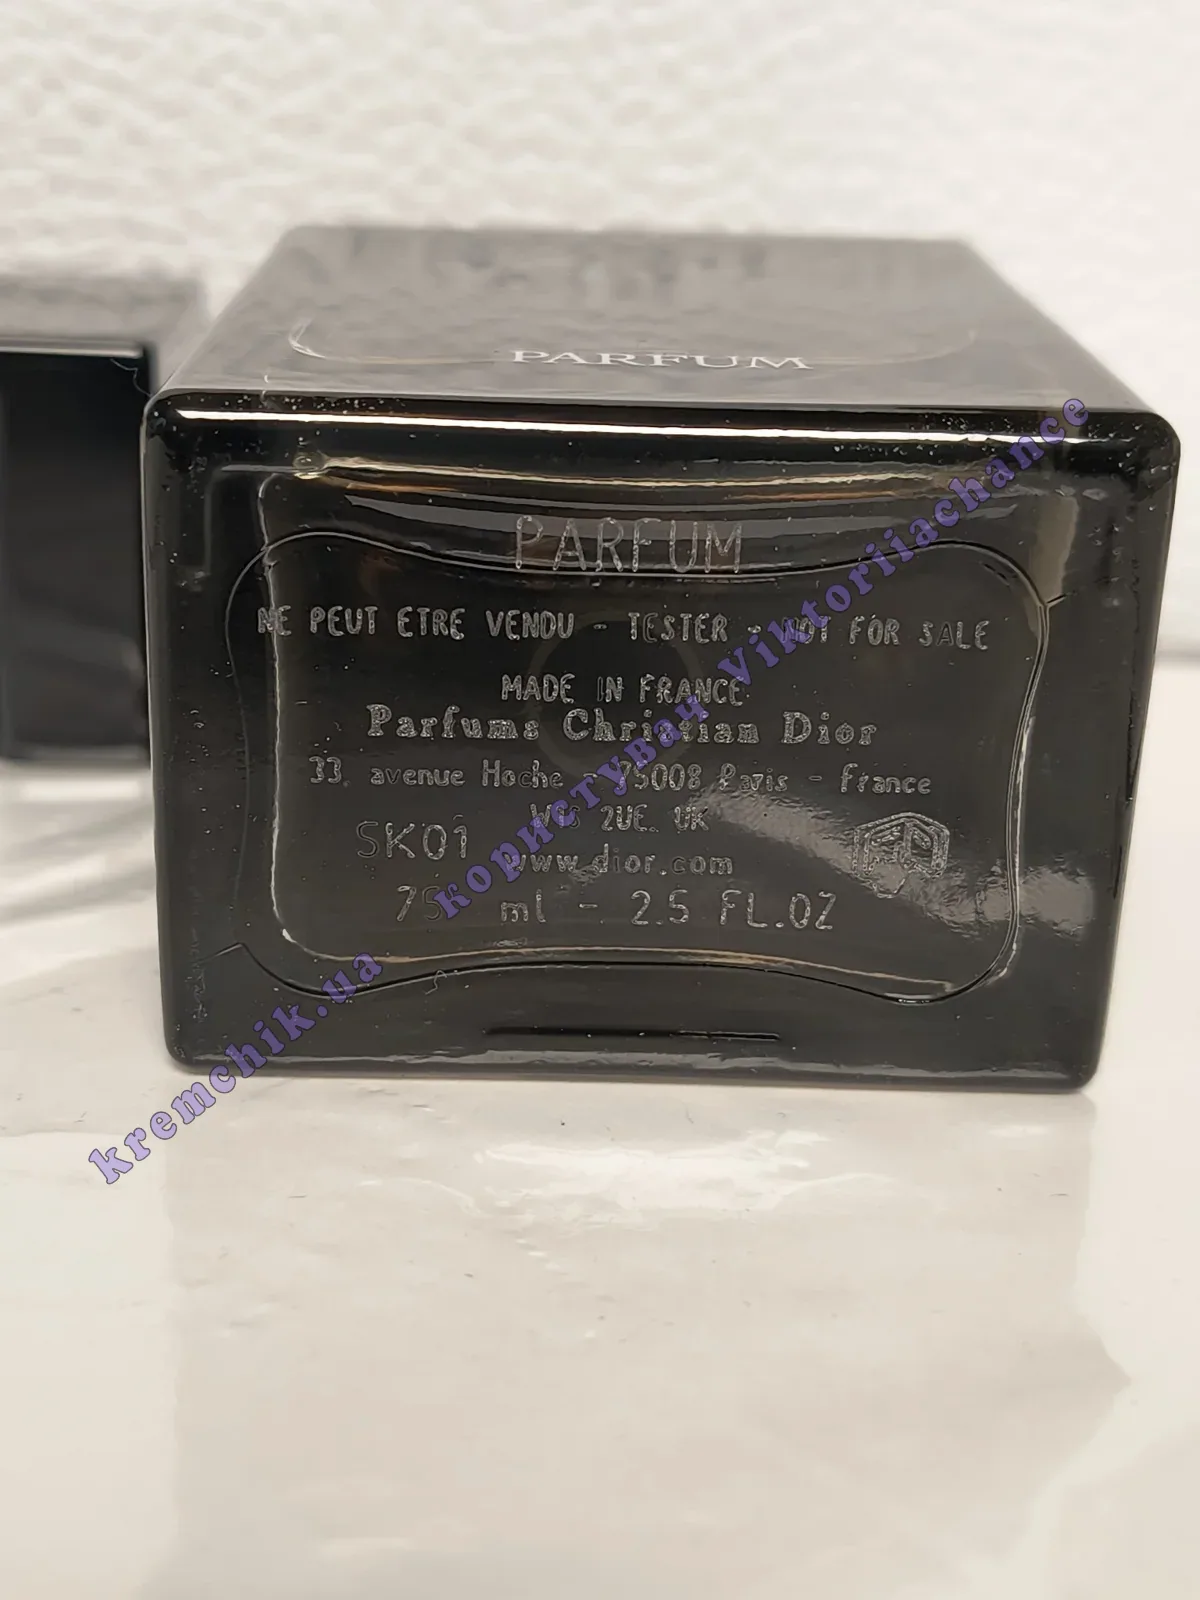 PARFUM
PARFUM
NE PEUT ETRE VENDU - TESTER - NOT FOR SALE
MADE IN FRANCE
Parfums Christian Dior
33, avenue Hoche - 75008 Paris - France
2UE. UK
SK01
www.dior.com
75 ml - 2.5 FL.OZ
kremchik.ua користувач Viktoriiachance